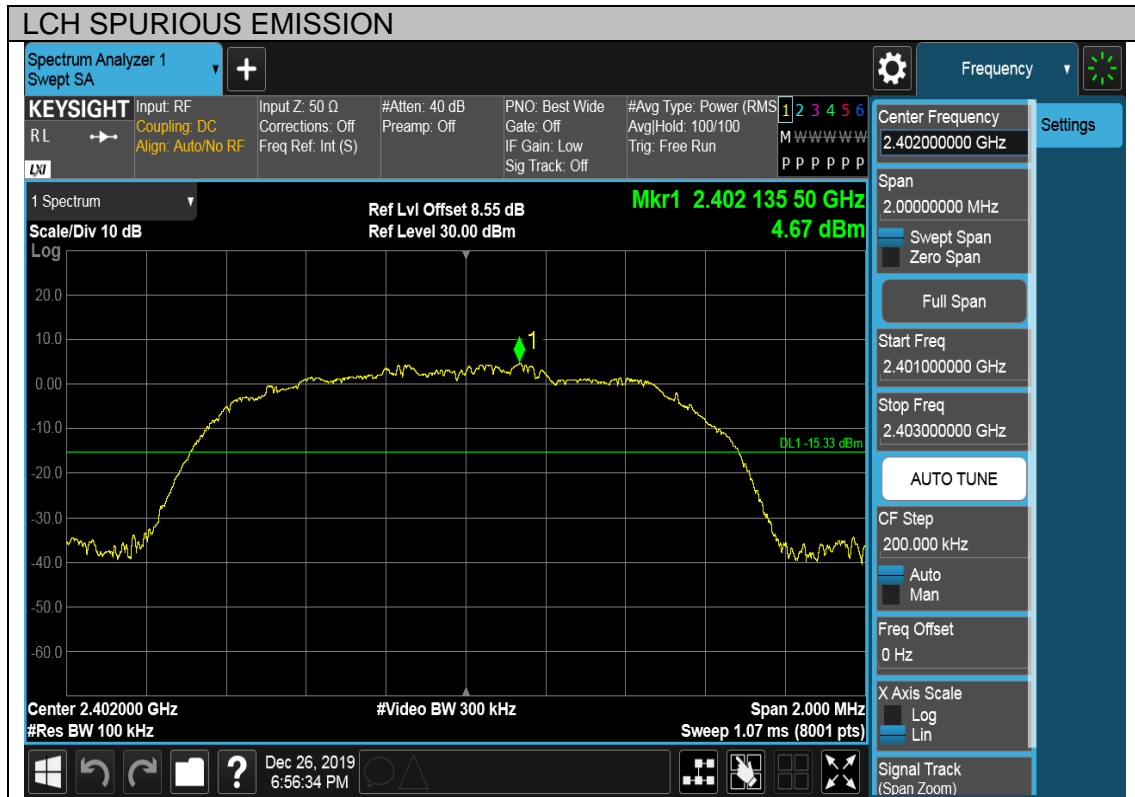 LCH SPURIOUS EMISSION
Spectrum Analyzer 1
Swept SA
Frequency
KEYSIGHT
R L
LXI
Input: RF
Coupling: DC
Align: Auto/No RF
Input Z: 50 Ω
Corrections: Off
Freq Ref: Int (S)
#Atten: 40 dB
Preamp: Off
PNO: Best Wide
Gate: Off
IF Gain: Low
Sig Track: Off
#Avg Type: Power (RMS
Avg|Hold: 100/100
Trig: Free Run
1 2 3 4 5 6
M W W W W W
P P P P P P
1 Spectrum
Scale/Div 10 dB
Ref Lvl Offset 8.55 dB
Ref Level 30.00 dBm
Mkr1 2.402 135 50 GHz
4.67 dBm
Log
20.0
10.0
0.00
-10.0
-20.0
-30.0
-40.0
-50.0
-60.0
1
DL1 -15.33 dBm
Center 2.402000 GHz
#Res BW 100 kHz
#Video BW 300 kHz
Span 2.000 MHz
Sweep 1.07 ms (8001 pts)
Center Frequency
2.402000000 GHz
Settings
Span
2.00000000 MHz
Swept Span
Zero Span
Full Span
Start Freq
2.401000000 GHz
Stop Freq
2.403000000 GHz
AUTO TUNE
CF Step
200.000 kHz
Auto
Man
Freq Offset
0 Hz
X Axis Scale
Log
Lin
Signal Track
(Span Zoom)
?
Dec 26, 2019
6:56:34 PM